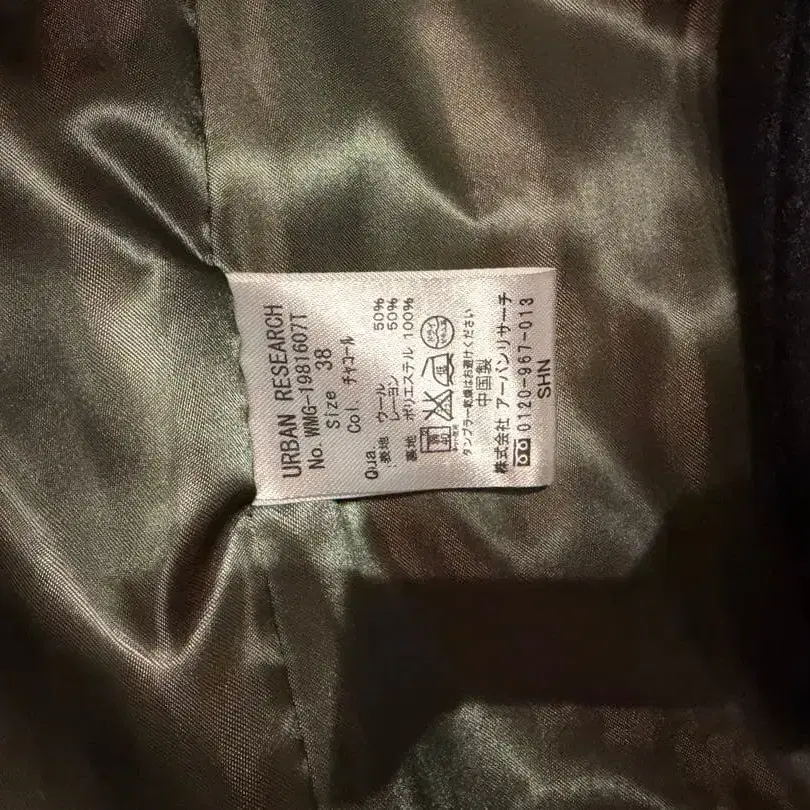 URBAN RESEARCH
No. WMG-1981607T
Size 38
Col. チャコール
Qua.
表地 ウール 50%
レーヨン 50%
裏地 ポリエステル 100%
タンブラー乾燥はお避けください
中国製
株式会社 アーバンリサーチ
0120-967-013
SHN